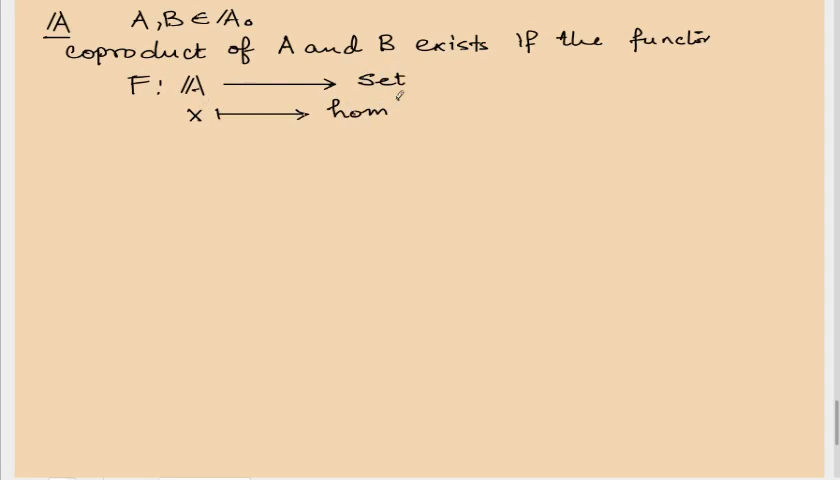 𝔸 A, B ∈ 𝔸₀
coproduct of A and B exists if the functor
F: 𝔸 ⟶ Set
X ⟼ hom